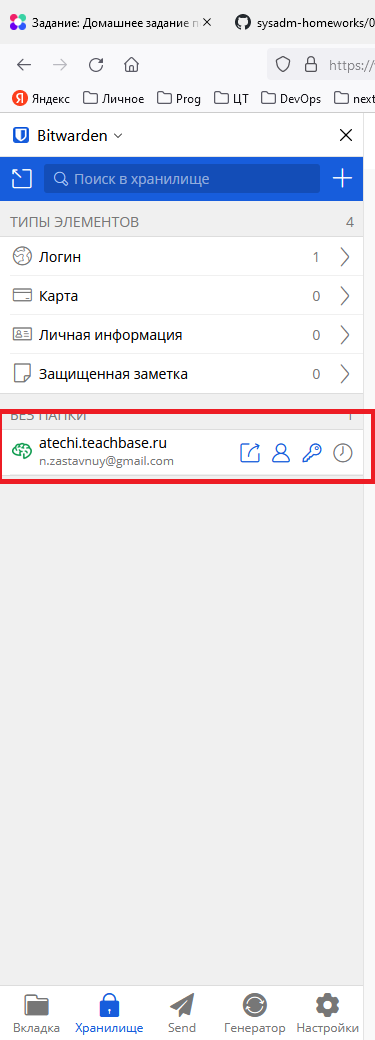 Задание: Домашнее задание п
sysadm-homeworks/0
https://
Яндекс
Личное
Prog
ЦТ
DevOps
next
Bitwarden
Поиск в хранилище
ТИПЫ ЭЛЕМЕНТОВ 4
Логин 1
Карта 0
Личная информация 0
Защищенная заметка 0
БЕЗ ПАПКИ 1
atechi.teachbase.ru
n.zastavnuy@gmail.com
Вкладка
Хранилище
Send
Генератор
Настройки